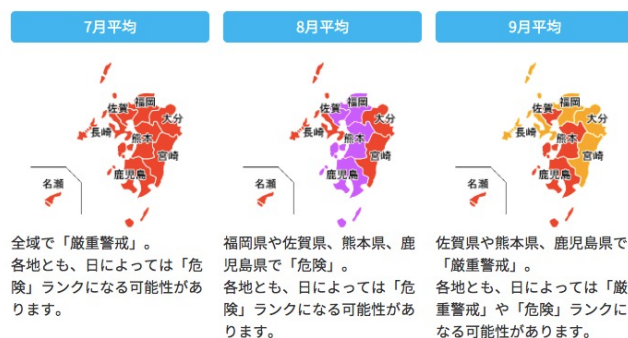 7月平均
福岡
佐賀
大分
長崎
熊本
宮崎
鹿児島
名瀬
全域で「厳重警戒」。
各地とも、日によっては「危
険」ランクになる可能性があ
ります。
8月平均
福岡
佐賀
大分
長崎
熊本
宮崎
鹿児島
名瀬
福岡県や佐賀県、熊本県、鹿
児島県で「危険」。
各地とも、日によっては「危
険」ランクになる可能性があ
ります。
9月平均
福岡
佐賀
大分
長崎
熊本
宮崎
鹿児島
名瀬
佐賀県や熊本県、鹿児島県で
「厳重警戒」。
各地とも、日によっては「厳
重警戒」や「危険」ランクに
なる可能性があります。